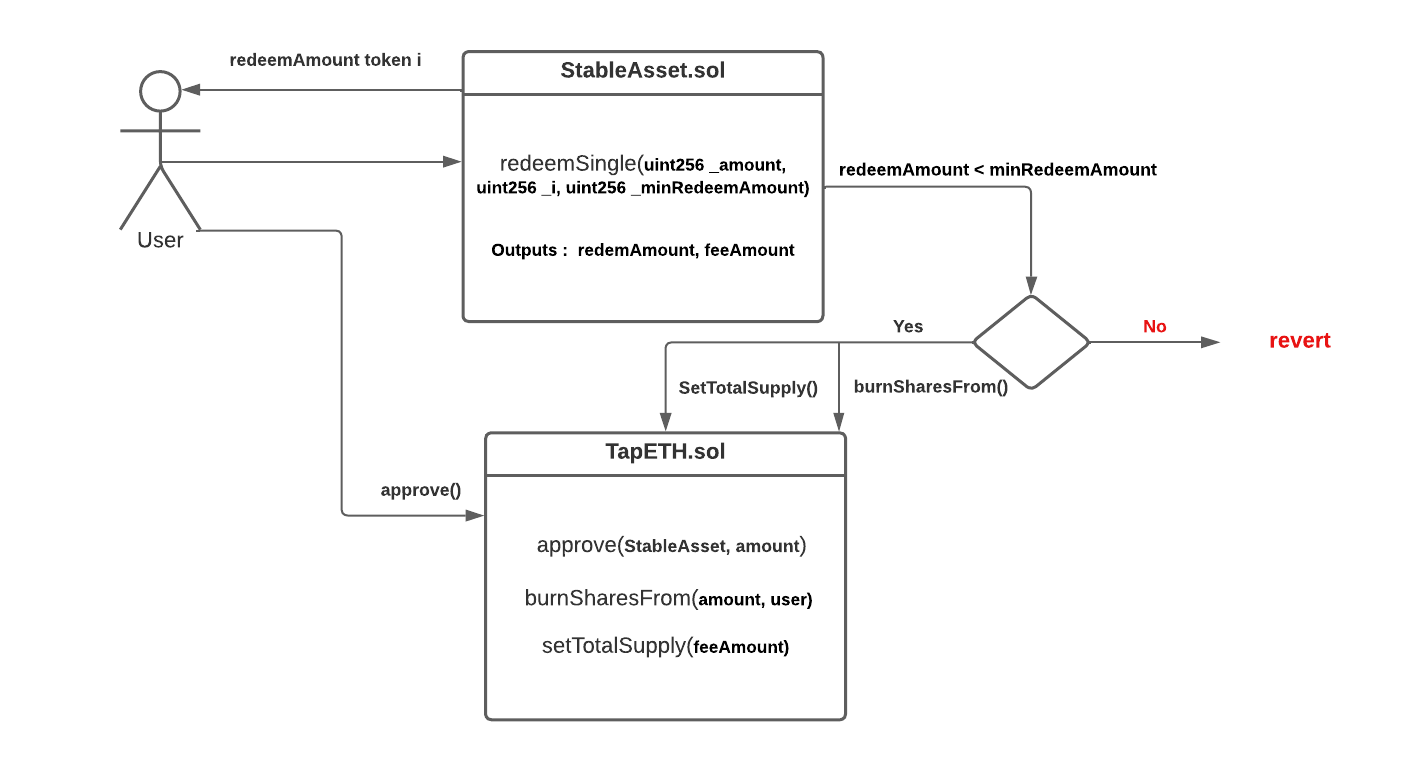 redeemAmount token i
StableAsset.sol
redeemSingle(uint256 _amount,
uint256 _i, uint256 _minRedeemAmount)
Outputs : redemAmount, feeAmount
User
redeemAmount < minRedeemAmount
Yes
No
revert
SetTotalSupply()
burnSharesFrom()
TapETH.sol
approve()
approve(StableAsset, amount)
burnSharesFrom(amount, user)
setTotalSupply(feeAmount)